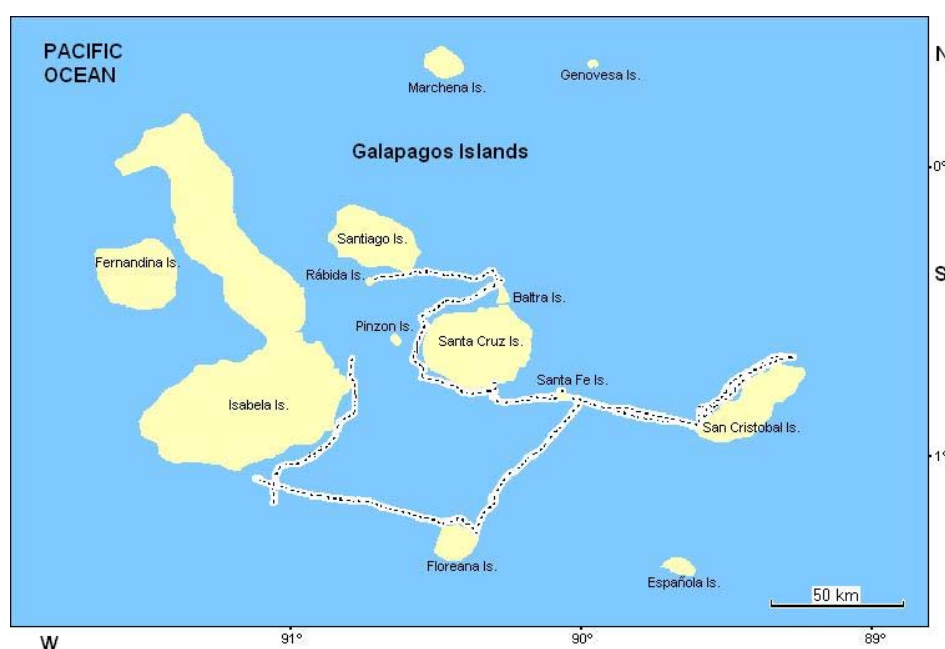 PACIFIC
OCEAN
N
Marchena Is.
Genovesa Is.
Galapagos Islands
0°
Santiago Is.
Fernandina Is.
Rábida Is.
S
Baltra Is.
Pinzon Is.
Santa Cruz Is.
Santa Fe Is.
Isabela Is.
San Cristobal Is.
1°
Floreana Is.
Española Is.
50 km
W
91°
90°
89°